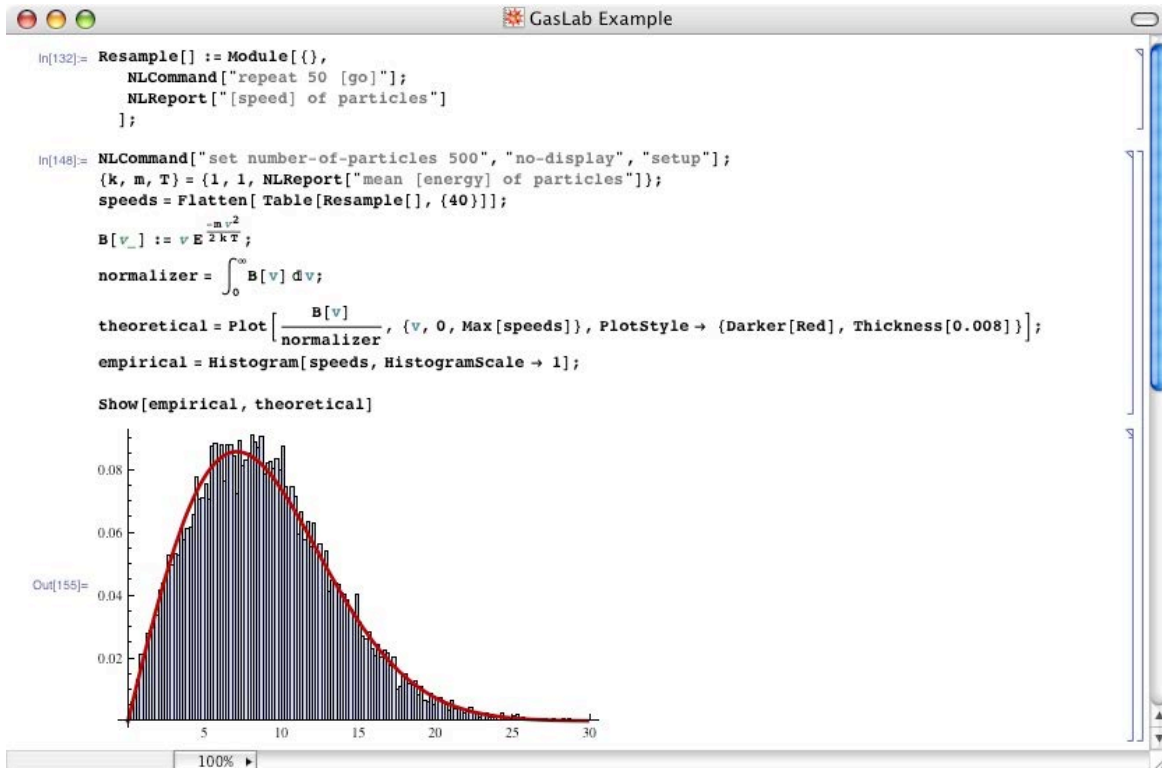 GasLab Example
In[132]:= Resample[] := Module[{},
NLCommand["repeat 50 [go]"];
NLReport["[speed] of particles"]
];
In[148]:= NLCommand["set number-of-particles 500", "no-display", "setup"];
{k, m, T} = {1, 1, NLReport["mean [energy] of particles"]};
speeds = Flatten[ Table[Resample[], {40}]];
B[v_] := v E^(-m v²/(2 k T));
normalizer = ∫₀^∞ B[v] ⅆv;
theoretical = Plot[B[v]/normalizer, {v, 0, Max[speeds]}, PlotStyle → {Darker[Red], Thickness[0.008]}];
empirical = Histogram[speeds, HistogramScale → 1];
Show[empirical, theoretical]
0.08
0.06
Out[155]=
0.04
0.02
5 10 15 20 25 30
100%